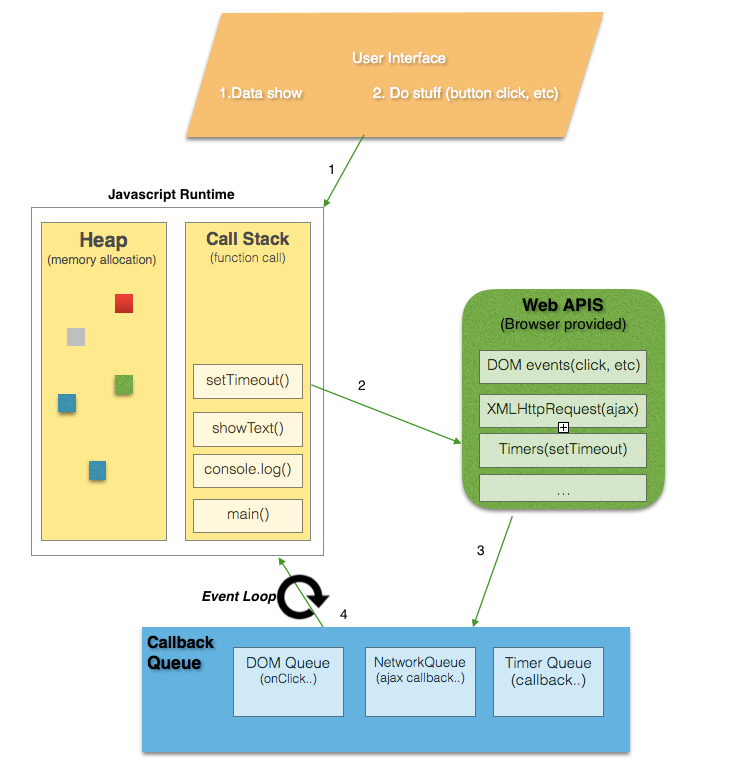 User Interface
1.Data show
2. Do stuff (button click, etc)
1
Javascript Runtime
Heap
(memory allocation)
Call Stack
(function call)
setTimeout()
showText()
console.log()
main()
2
Web APIS
(Browser provided)
DOM events(click, etc)
XMLHttpRequest(ajax)
Timers(setTimeout)
...
3
Event Loop
4
Callback
Queue
DOM Queue
(onClick..)
NetworkQueue
(ajax callback..)
Timer Queue
(callback..)